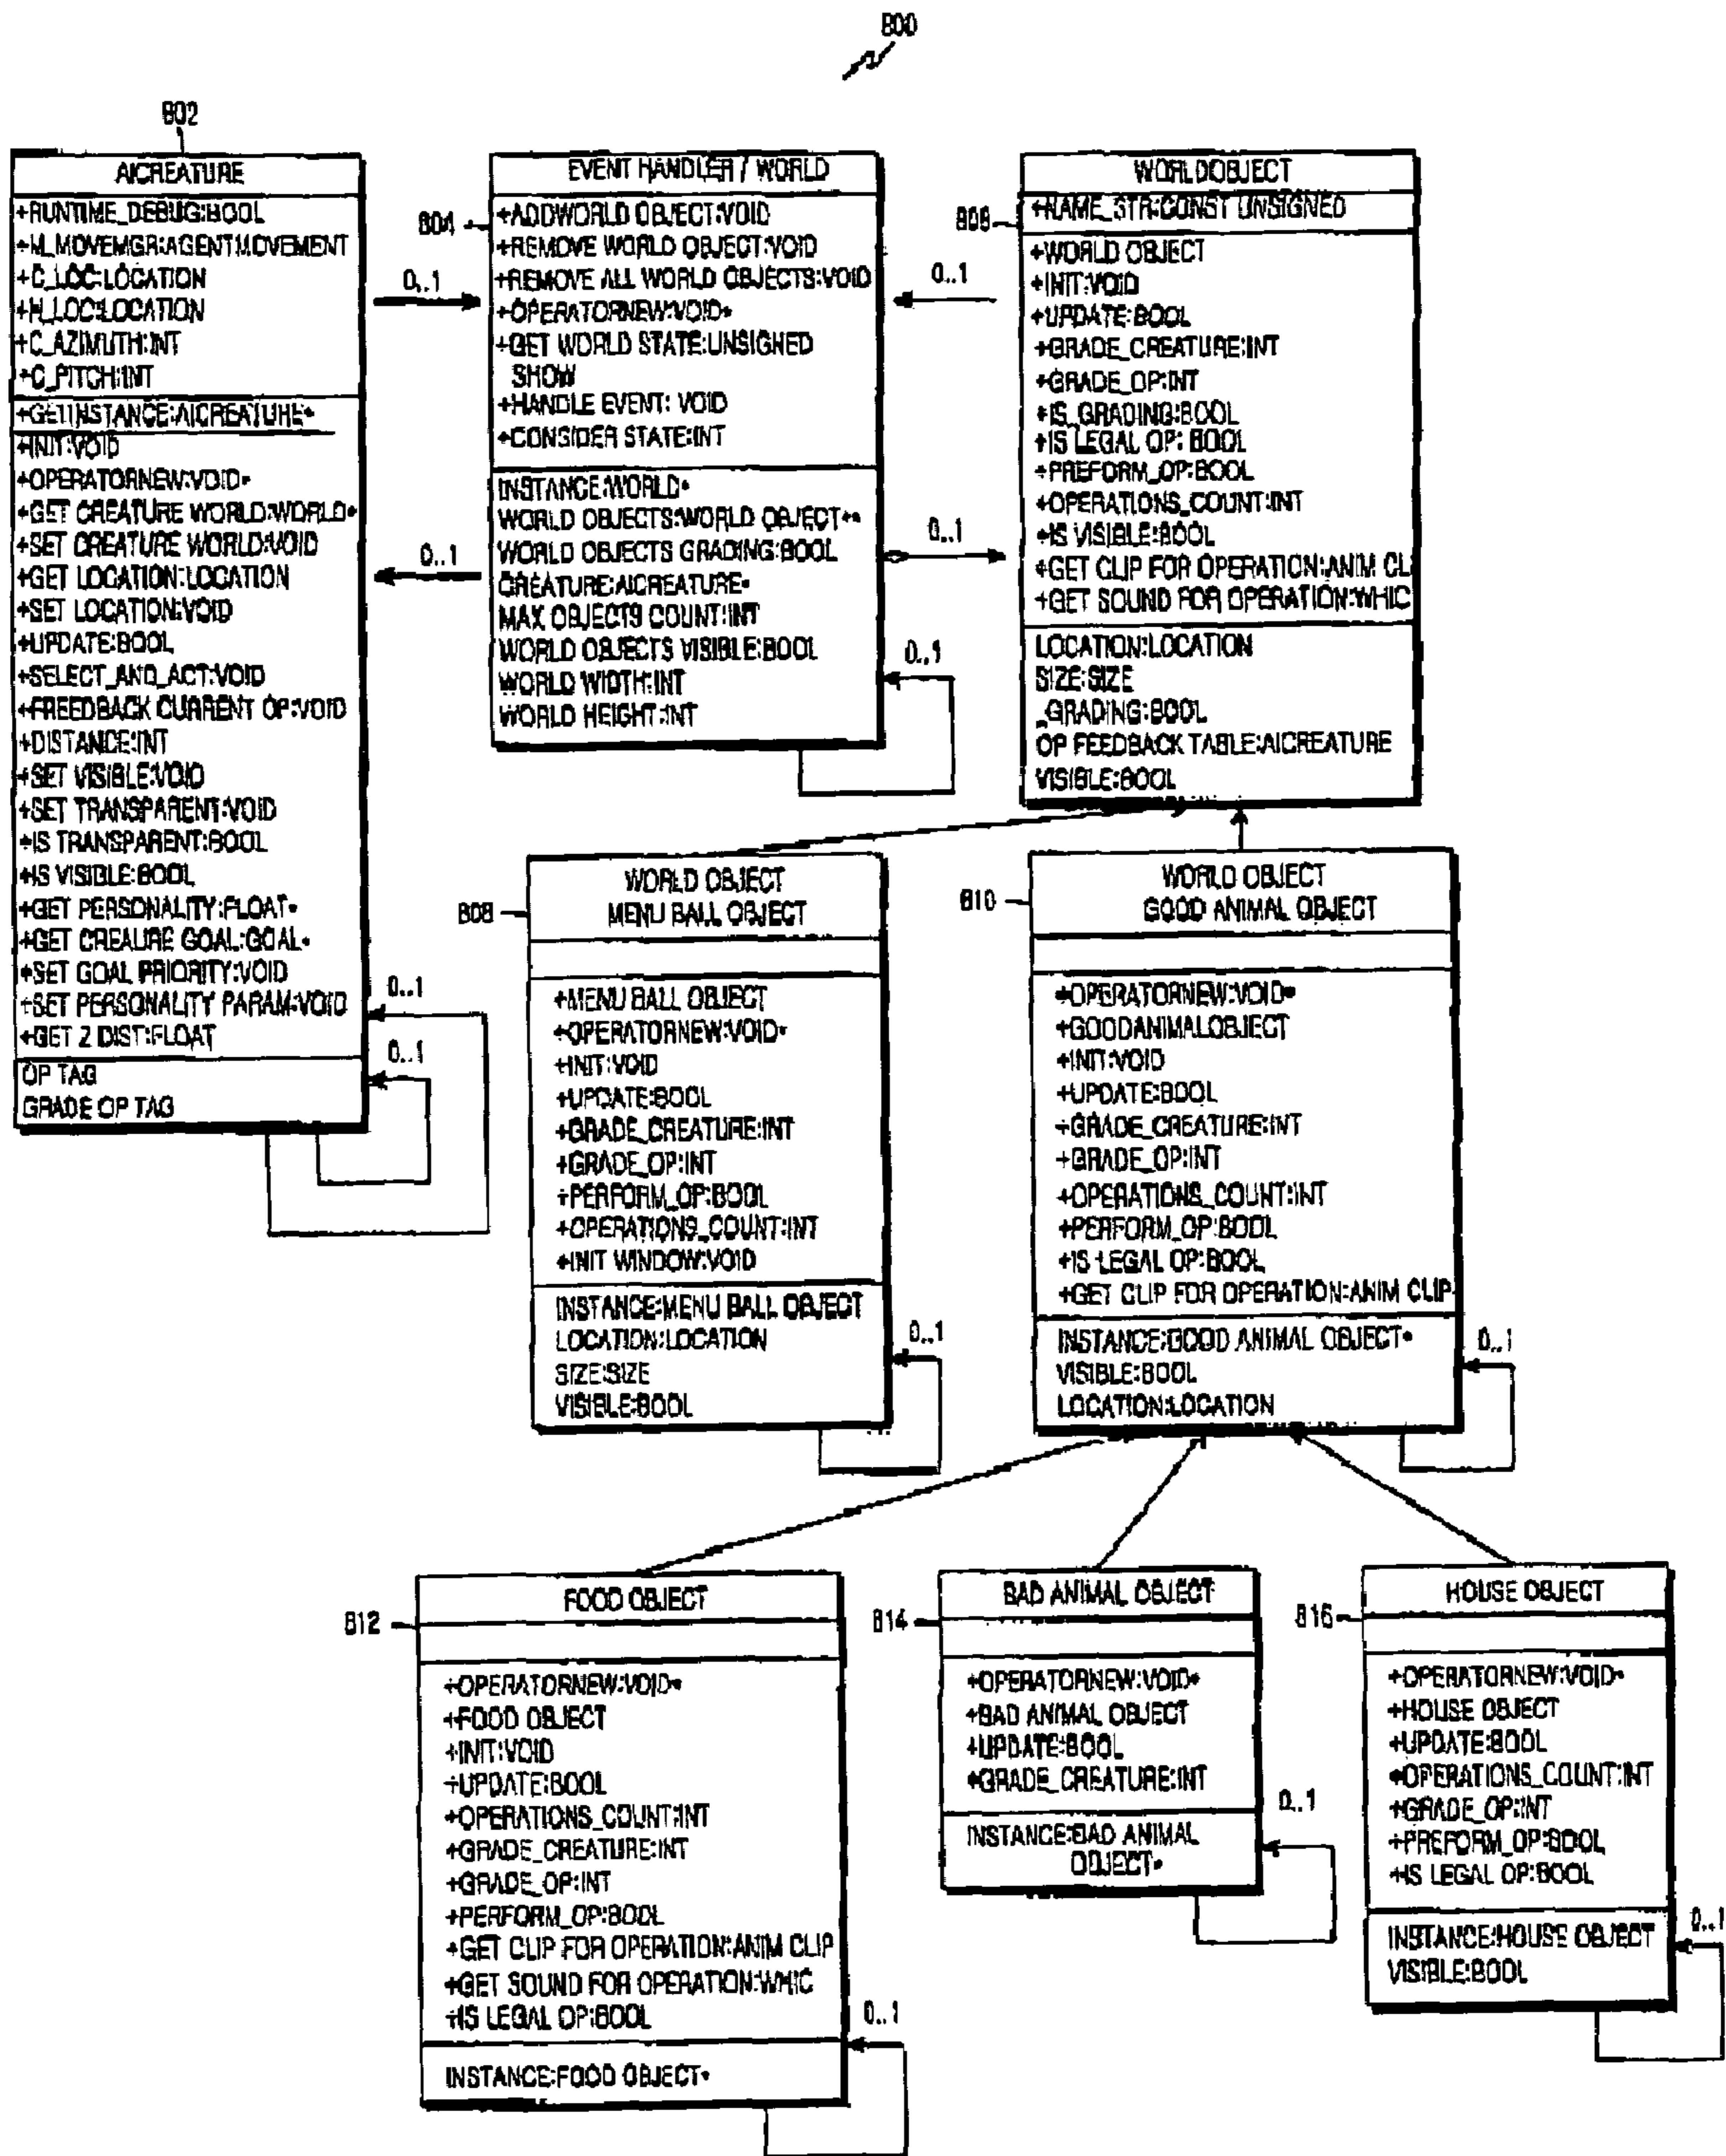 800
802
AICREATURE
+RUNTIME_DEBUG:BOOL
+M_MOVEMGR:AGENTMOVEMENT
+C_LOC:LOCATION
+H_LOC:LOCATION
+C_AZIMUTH:INT
+C_PITCH:INT
+GETINSTANCE:AICREATURE*
+INIT:VOID
+OPERATORNEW:VOID*
+GET CREATURE WORLD:WORLD*
+SET CREATURE WORLD:VOID
+GET LOCATION:LOCATION
+SET LOCATION:VOID
+UPDATE:BOOL
+SELECT_AND_ACT:VOID
+FREEDBACK CURRENT OP:VOID
+DISTANCE:INT
+SET VISIBLE:VOID
+SET TRANSPARENT:VOID
+IS TRANSPARENT:BOOL
+IS VISIBLE:BOOL
+GET PERSONALITY:FLOAT*
+GET CREAURE GOAL:GOAL*
+SET GOAL PRIORITY:VOID
+SET PERSONALITY PARAM:VOID
+GET Z DIST:FLOAT
OP TAG
GRADE OP TAG
0..1
0..1
0..1
0..1
804
EVENT HANDLER / WORLD
+ADDWORLD OBJECT:VOID
+REMOVE WORLD OBJECT:VOID
+REMOVE ALL WORLD OBJECTS:VOID
+OPERATORNEW:VOID*
+GET WORLD STATE:UNSIGNED
SHOW
+HANDLE EVENT: VOID
+CONSIDER STATE:INT
INSTANCE:WORLD*
WORLD OBJECTS:WORLD OBJECT**
WORLD OBJECTS GRADING:BOOL
CREATURE:AICREATURE*
MAX OBJECTS COUNT:INT
WORLD OBJECTS VISIBLE:BOOL
WORLD WIDTH:INT
WORLD HEIGHT:INT
0..1
0..1
0..1
WORLDOBJECT
+NAME_STR:CONST UNSIGNED
+WORLD OBJECT
+INIT:VOID
+UPDATE:BOOL
+GRADE_CREATURE:INT
+GRADE_OP:INT
+IS_GRADING:BOOL
+IS LEGAL OP: BOOL
+PREFORM_OP:BOOL
+OPERATIONS_COUNT:INT
+IS VISIBLE:BOOL
+GET CLIP FOR OPERATION:ANIM CLI
+GET SOUND FOR OPERATION:WHIC
LOCATION:LOCATION
SIZE:SIZE
_GRADING:BOOL
OP FEEDBACK TABLE:AICREATURE
VISIBLE:BOOL
808
WORLD OBJECT
MENU BALL OBJECT
+MENU BALL OBJECT
+OPERATORNEW:VOID*
+INIT:VOID
+UPDATE:BOOL
+GRADE_CREATURE:INT
+GRADE_OP:INT
+PERFORM_OP:BOOL
+OPERATIONS_COUNT:INT
+INIT WINDOW:VOID
INSTANCE:MENU BALL OBJECT
LOCATION:LOCATION
SIZE:SIZE
VISIBLE:BOOL
0..1
810
WORLD OBJECT
GOOD ANIMAL OBJECT
+OPERATORNEW:VOID*
+GOODANIMALOBJECT
+INIT:VOID
+UPDATE:BOOL
+GRADE_CREATURE:INT
+GRADE_OP:INT
+OPERATIONS_COUNT:INT
+PERFORM_OP:BOOL
+IS LEGAL OP:BOOL
+GET CLIP FOR OPERATION:ANIM CLIP
INSTANCE:GOOD ANIMAL OBJECT*
VISIBLE:BOOL
LOCATION:LOCATION
0..1
812
FOOD OBJECT
+OPERATORNEW:VOID*
+FOOD OBJECT
+INIT:VOID
+UPDATE:BOOL
+OPERATIONS_COUNT:INT
+GRADE_CREATURE:INT
+GRADE_OP:INT
+PERFORM_OP:BOOL
+GET CLIP FOR OPERATION:ANIM CLIP
+GET SOUND FOR OPERATION:WHIC
+IS LEGAL OP:BOOL
INSTANCE:FOOD OBJECT*
0..1
814
BAD ANIMAL OBJECT
+OPERATORNEW:VOID*
+BAD ANIMAL OBJECT
+UPDATE:BOOL
+GRADE_CREATURE:INT
INSTANCE:BAD ANIMAL
OBJECT*
0..1
816
HOUSE OBJECT
+OPERATORNEW:VOID*
+HOUSE OBJECT
+UPDATE:BOOL
+OPERATIONS_COUNT:INT
+GRADE_OP:INT
+PREFORM_OP:BOOL
+IS LEGAL OP:BOOL
INSTANCE:HOUSE OBJECT
VISIBLE:BOOL
0..1